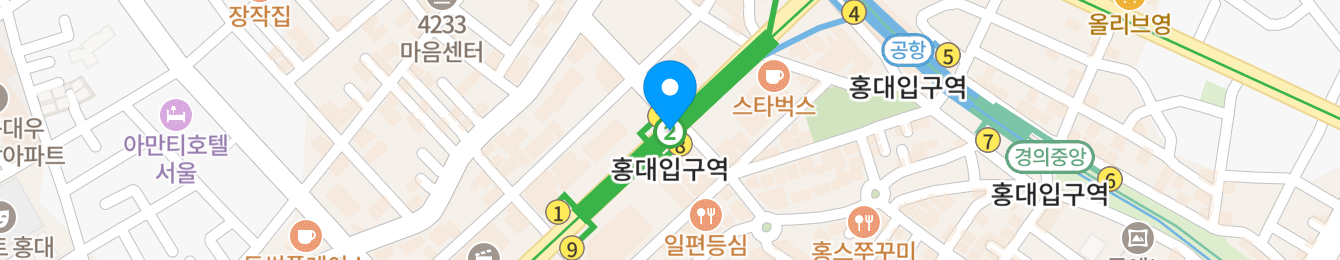 장작집
4233
마음센터
4
올리브영
공항
5
홍대입구역
스타벅스
대우
아파트
아만티호텔
서울
2
8
홍대입구역
7
경의중앙
6
홍대입구역
1
9
일편등심
홍스쭈꾸미
홍대